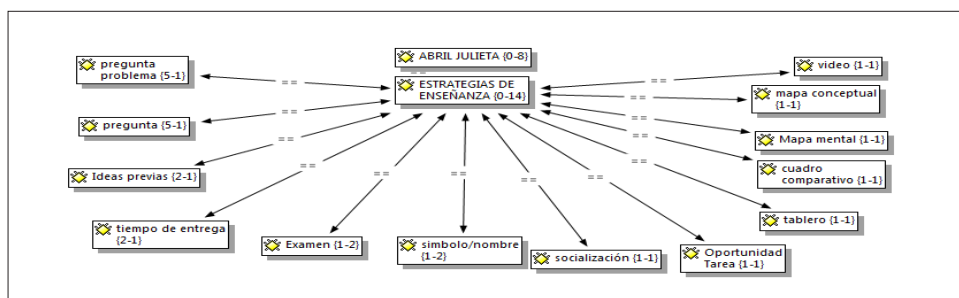 ABRIL JULIETA {0-8}
ESTRATEGIAS DE
ENSEÑANZA {0-14}
pregunta
problema {5-1}
pregunta {5-1}
Ideas previas {2-1}
tiempo de entrega
{2-1}
Examen {1-2}
simbolo/nombre
{1-2}
socialización {1-1}
Oportunidad
Tarea {1-1}
tablero {1-1}
cuadro
comparativo {1-1}
Mapa mental {1-1}
mapa conceptual
{1-1}
video {1-1}
==
==
==
==
==
==
==
==
==
==
==
==
==
==